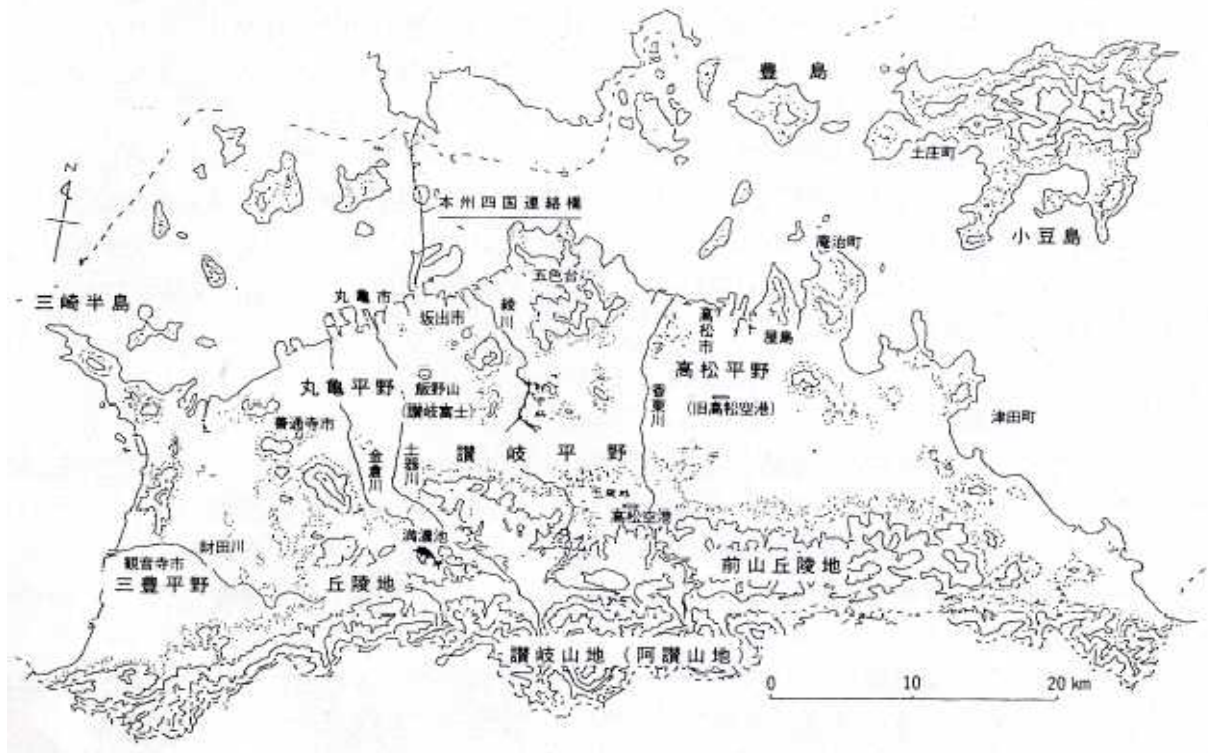 豊島
土庄町
N
本州四国連絡橋
小豆島
庵治町
五色台
三崎半島
丸亀市
坂出市
綾川
高松市
屋島
高松平野
丸亀平野
飯野山
(讃岐富士)
香東川
(旧高松空港)
津田町
善通寺市
讃岐平野
金倉川
土器川
高松空港
満濃池
財田川
観音寺市
三豊平野
丘陵地
前山丘陵地
讃岐山地(阿讃山地)
0 10 20 km